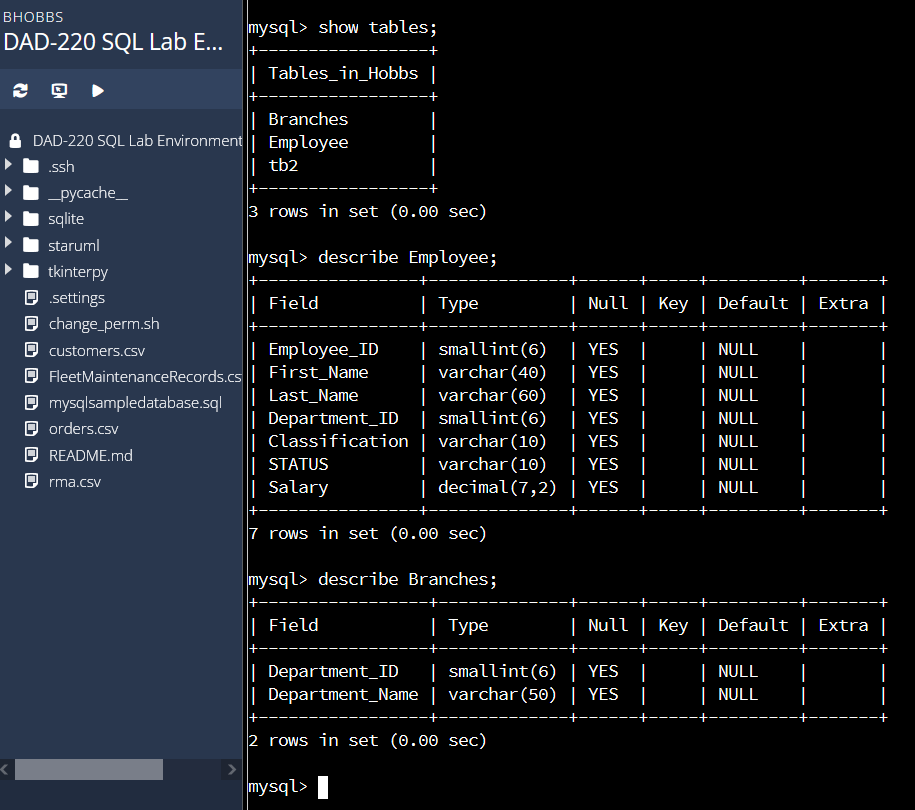 BHOBBS
DAD-220 SQL Lab E...
DAD-220 SQL Lab Environment
.ssh
__pycache__
sqlite
staruml
tkinterpy
.settings
change_perm.sh
customers.csv
FleetMaintenanceRecords.cs
mysqlsampledatabase.sql
orders.csv
README.md
rma.csv
mysql> show tables;
+-----------------+
| Tables_in_Hobbs |
+-----------------+
| Branches        |
| Employee        |
| tb2             |
+-----------------+
3 rows in set (0.00 sec)
mysql> describe Employee;
+----------------+--------------+------+-----+---------+-------+
| Field          | Type         | Null | Key | Default | Extra |
+----------------+--------------+------+-----+---------+-------+
| Employee_ID    | smallint(6)  | YES  |     | NULL    |       |
| First_Name     | varchar(40)  | YES  |     | NULL    |       |
| Last_Name      | varchar(60)  | YES  |     | NULL    |       |
| Department_ID  | smallint(6)  | YES  |     | NULL    |       |
| Classification | varchar(10)  | YES  |     | NULL    |       |
| STATUS         | varchar(10)  | YES  |     | NULL    |       |
| Salary         | decimal(7,2) | YES  |     | NULL    |       |
+----------------+--------------+------+-----+---------+-------+
7 rows in set (0.00 sec)
mysql> describe Branches;
+-----------------+-------------+------+-----+---------+-------+
| Field           | Type        | Null | Key | Default | Extra |
+-----------------+-------------+------+-----+---------+-------+
| Department_ID   | smallint(6) | YES  |     | NULL    |       |
| Department_Name | varchar(50) | YES  |     | NULL    |       |
+-----------------+-------------+------+-----+---------+-------+
2 rows in set (0.00 sec)
mysql>